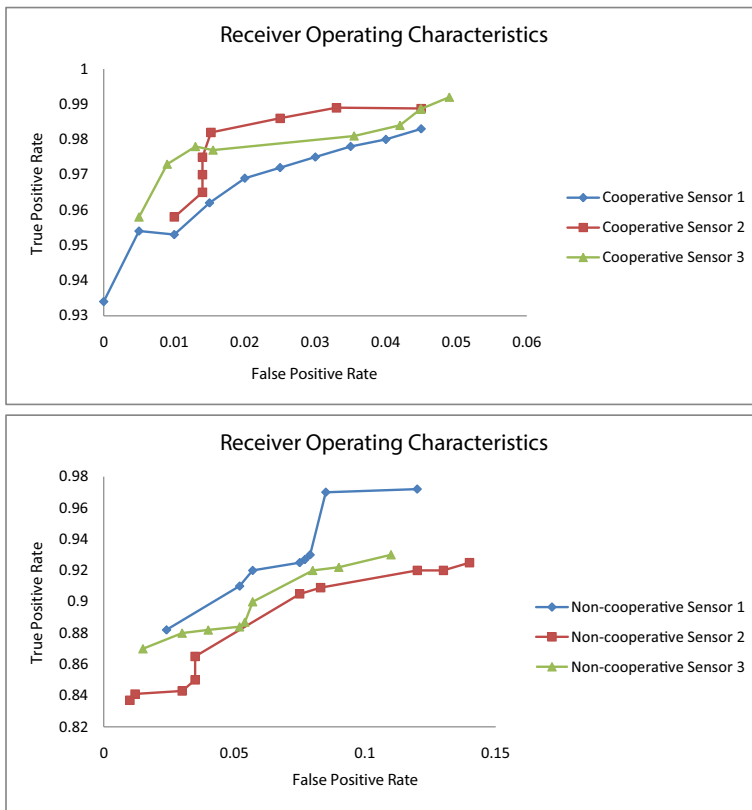 Receiver Operating Characteristics
True Positive Rate
1
0.99
0.98
0.97
0.96
0.95
0.94
0.93
0 0.01 0.02 0.03 0.04 0.05 0.06
False Positive Rate
Cooperative Sensor 1
Cooperative Sensor 2
Cooperative Sensor 3
Receiver Operating Characteristics
True Positive Rate
0.98
0.96
0.94
0.92
0.9
0.88
0.86
0.84
0.82
0 0.05 0.1 0.15
False Positive Rate
Non-cooperative Sensor 1
Non-cooperative Sensor 2
Non-cooperative Sensor 3